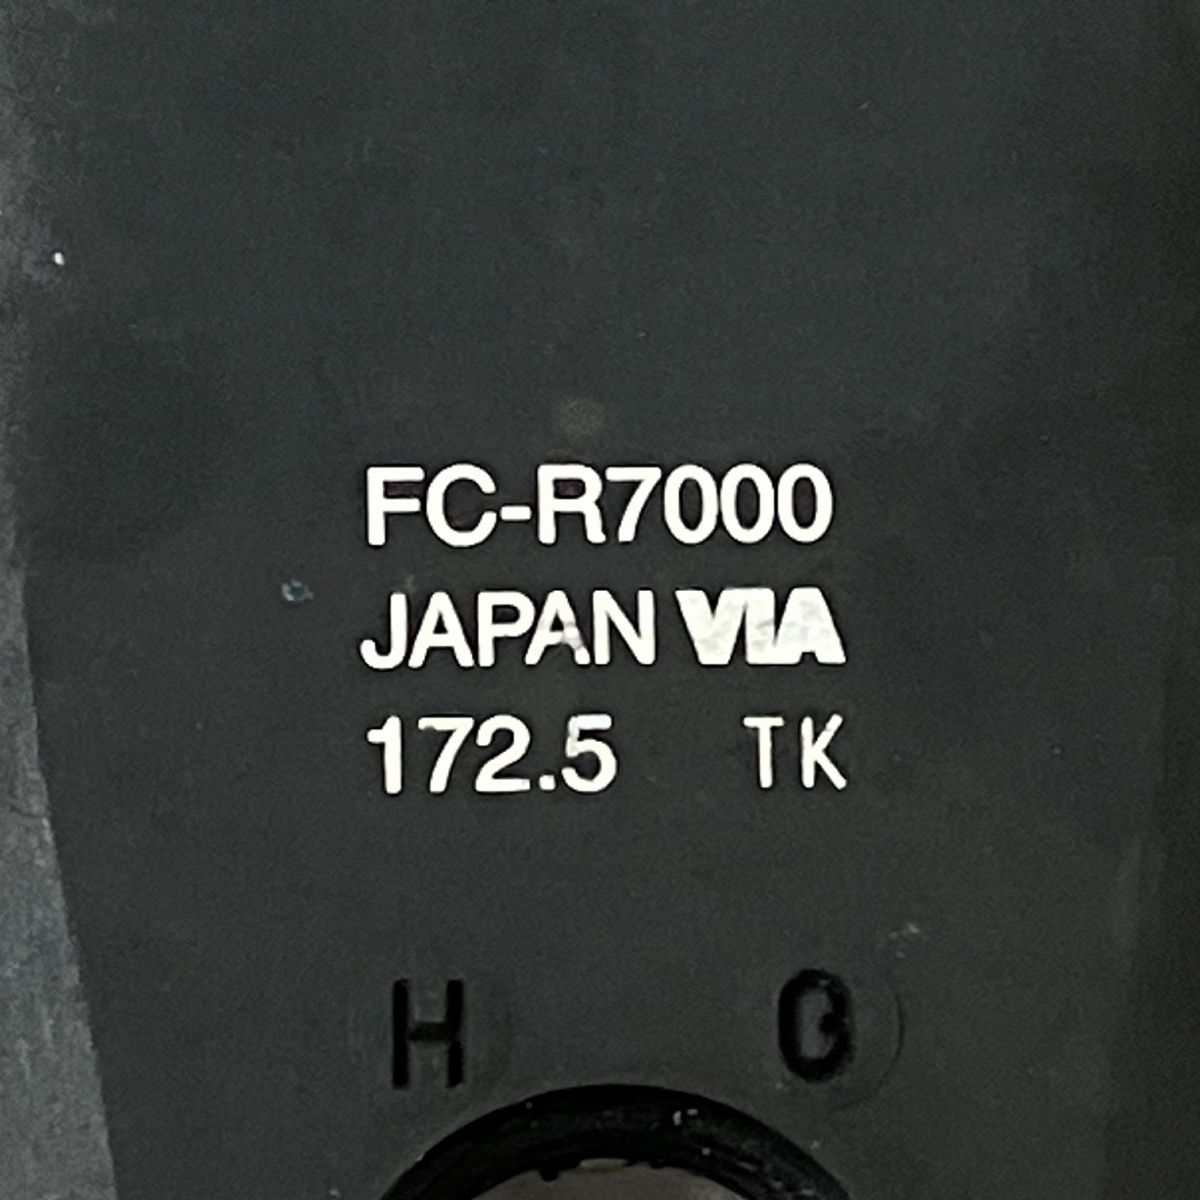 FC-R7000
JAPAN VIA
172.5 TK
H